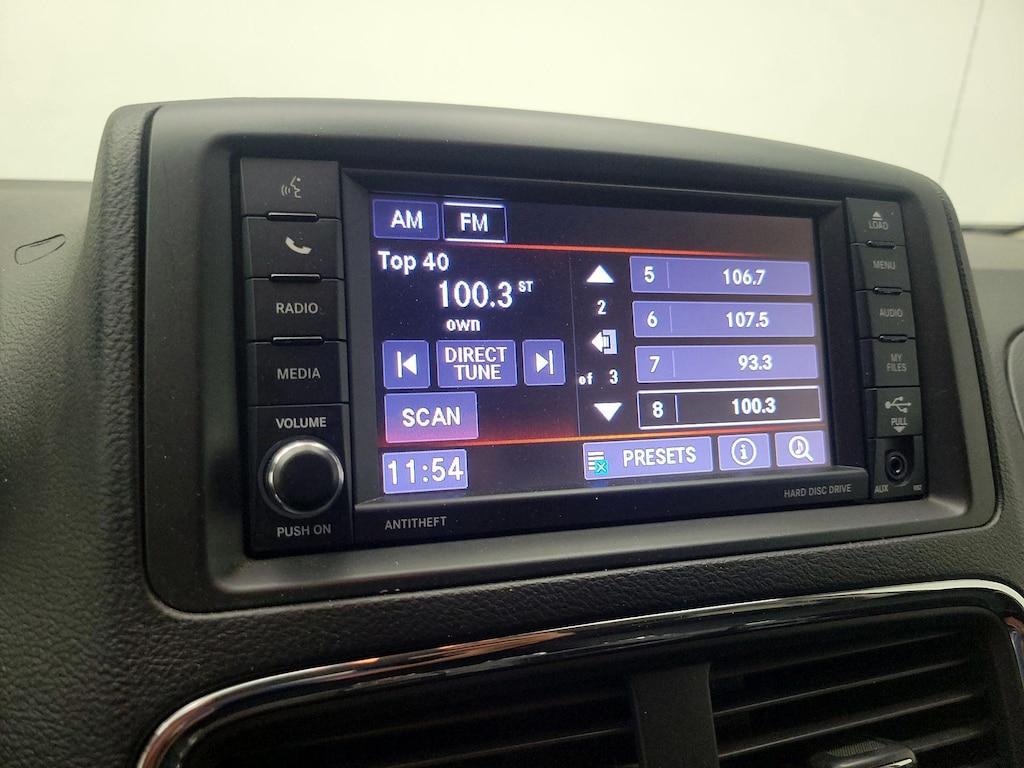 AM FM
Top 40
100.3 ST
own
DIRECT
TUNE
SCAN
11:54
2
of 3
5 106.7
6 107.5
7 93.3
8 100.3
PRESETS
RADIO
MEDIA
VOLUME
PUSH ON
ANTITHEFT
HARD DISC DRIVE
LOAD
MENU
AUDIO
MY
FILES
PULL
AUX